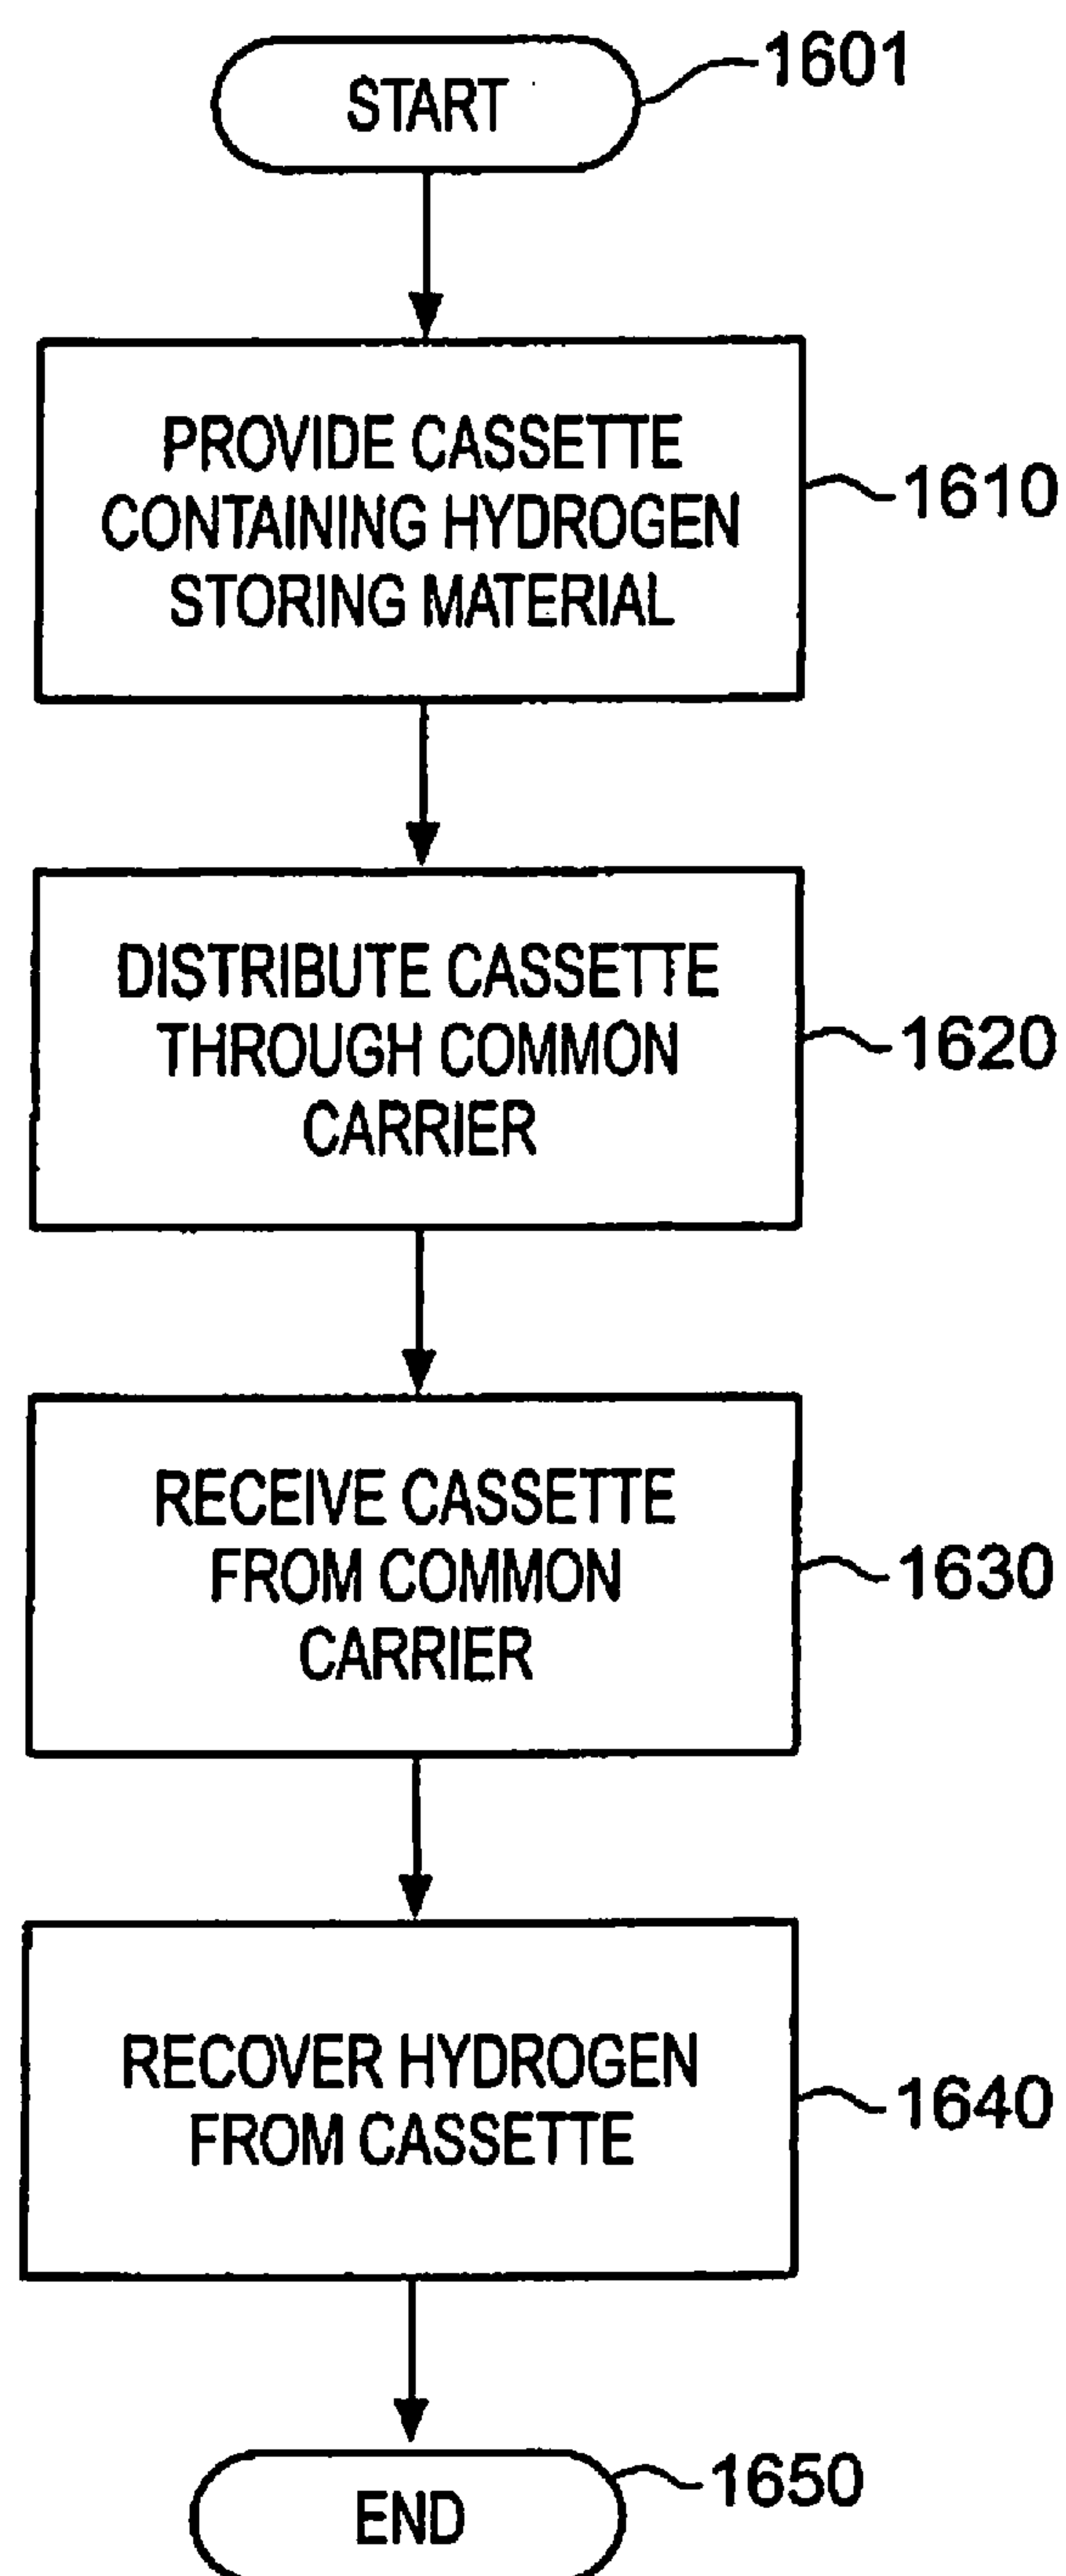 START
1601
PROVIDE CASSETTE
CONTAINING HYDROGEN
STORING MATERIAL
1610
DISTRIBUTE CASSETTE
THROUGH COMMON
CARRIER
1620
RECEIVE CASSETTE
FROM COMMON
CARRIER
1630
RECOVER HYDROGEN
FROM CASSETTE
1640
END
1650